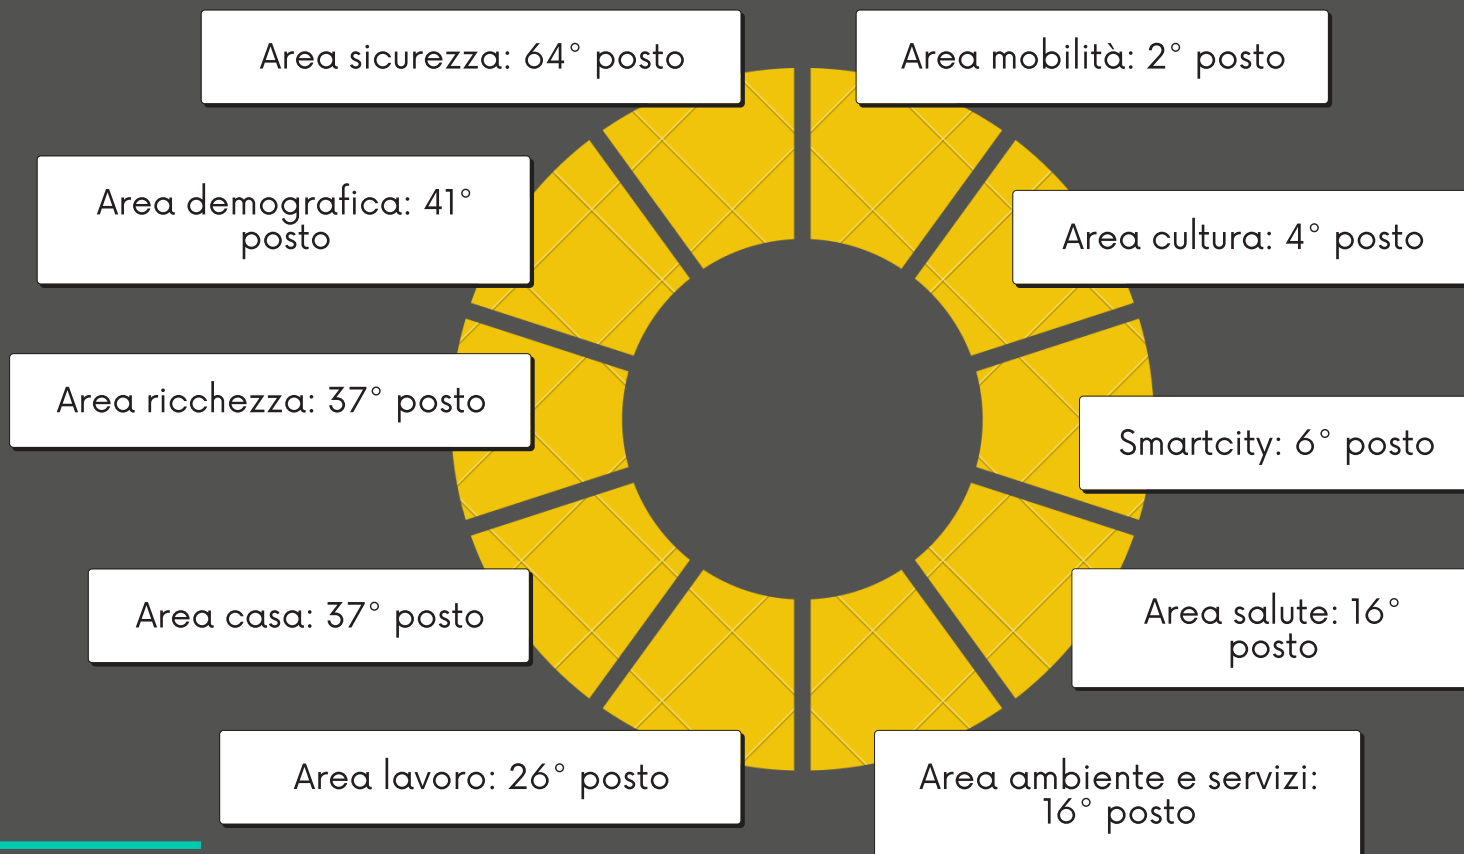 Area sicurezza: 64° posto
Area mobilità: 2° posto
Area demografica: 41°
posto
Area cultura: 4° posto
Area ricchezza: 37° posto
Smartcity: 6° posto
Area casa: 37° posto
Area salute: 16°
posto
Area lavoro: 26° posto
Area ambiente e servizi:
16° posto